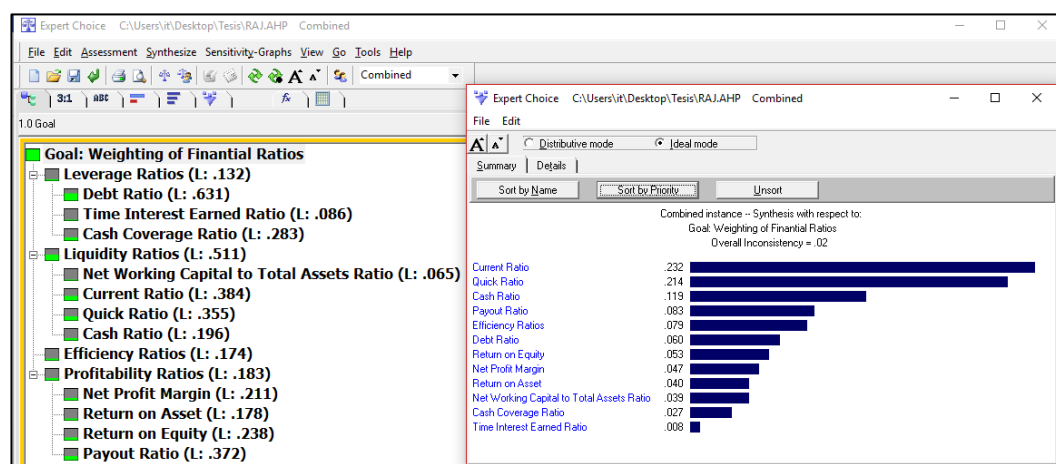 Expert Choice C:\Users\it\Desktop\Tesis\RAJ.AHP Combined
File Edit Assessment Synthesize Sensitivity-Graphs View Go Tools Help
A A Combined
3:1 ABC fx
1.0 Goal
Goal: Weighting of Finantial Ratios
Leverage Ratios (L: .132)
Debt Ratio (L: .631)
Time Interest Earned Ratio (L: .086)
Cash Coverage Ratio (L: .283)
Liquidity Ratios (L: .511)
Net Working Capital to Total Assets Ratio (L: .065)
Current Ratio (L: .384)
Quick Ratio (L: .355)
Cash Ratio (L: .196)
Efficiency Ratios (L: .174)
Profitability Ratios (L: .183)
Net Profit Margin (L: .211)
Return on Asset (L: .178)
Return on Equity (L: .238)
Payout Ratio (L: .372)
Expert Choice C:\Users\it\Desktop\Tesis\RAJ.AHP Combined
File Edit
A A Distributive mode Ideal mode
Summary Details
Sort by Name Sort by Priority Unsort
Combined instance -- Synthesis with respect to:
Goal: Weighting of Finantial Ratios
Overall Inconsistency = .02
Current Ratio .232
Quick Ratio .214
Cash Ratio .119
Payout Ratio .083
Efficiency Ratios .079
Debt Ratio .060
Return on Equity .053
Net Profit Margin .047
Return on Asset .040
Net Working Capital to Total Assets Ratio .039
Cash Coverage Ratio .027
Time Interest Earned Ratio .008